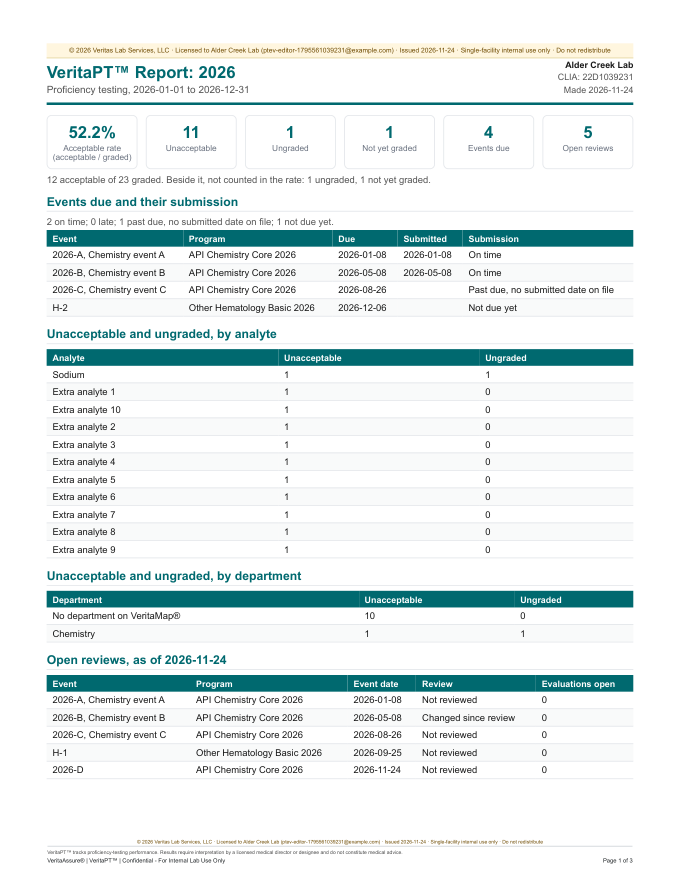 © 2026 Veritas Lab Services, LLC · Licensed to Alder Creek Lab (ptev-editor-1795561039231@example.com) · Issued 2026-11-24 · Single-facility internal use only · Do not redistribute
VeritaPT™ Report: 2026
Alder Creek Lab
Proficiency testing, 2026-01-01 to 2026-12-31
CLIA: 22D1039231
Made 2026-11-24
52.2% 11 1 1 4 5
Acceptable rate (acceptable / graded) Unacceptable Ungraded Not yet graded Events due Open reviews
12 acceptable of 23 graded. Beside it, not counted in the rate: 1 ungraded, 1 not yet graded.
Events due and their submission
2 on time; 0 late; 1 past due, no submitted date on file; 1 not due yet.
Event Program Due Submitted Submission
2026-A, Chemistry event A API Chemistry Core 2026 2026-01-08 2026-01-08 On time
2026-B, Chemistry event B API Chemistry Core 2026 2026-05-08 2026-05-08 On time
2026-C, Chemistry event C API Chemistry Core 2026 2026-08-26 Past due, no submitted date on file
H-2 Other Hematology Basic 2026 2026-12-06 Not due yet
Unacceptable and ungraded, by analyte
Analyte Unacceptable Ungraded
Sodium 1 1
Extra analyte 1 1 0
Extra analyte 10 1 0
Extra analyte 2 1 0
Extra analyte 3 1 0
Extra analyte 4 1 0
Extra analyte 5 1 0
Extra analyte 6 1 0
Extra analyte 7 1 0
Extra analyte 8 1 0
Extra analyte 9 1 0
Unacceptable and ungraded, by department
Department Unacceptable Ungraded
No department on VeritaMap® 10 0
Chemistry 1 1
Open reviews, as of 2026-11-24
Event Program Event date Review Evaluations open
2026-A, Chemistry event A API Chemistry Core 2026 2026-01-08 Not reviewed 0
2026-B, Chemistry event B API Chemistry Core 2026 2026-05-08 Changed since review 0
2026-C, Chemistry event C API Chemistry Core 2026 2026-08-26 Not reviewed 0
H-1 Other Hematology Basic 2026 2026-09-25 Not reviewed 0
2026-D API Chemistry Core 2026 2026-11-24 Not reviewed 0
© 2026 Veritas Lab Services, LLC · Licensed to Alder Creek Lab (ptev-editor-1795561039231@example.com) · Issued 2026-11-24 · Single-facility internal use only · Do not redistribute
VeritaPT™ tracks proficiency-testing performance. Results require interpretation by a licensed medical director or designee and do not constitute medical advice.
VeritaAssure® | VeritaPT™ | Confidential - For Internal Lab Use Only Page 1 of 3